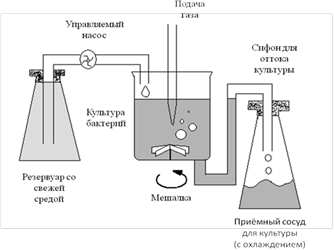 Подача
газа
Управляемый
насос
Сифон для
оттока
культуры
Культура
бактерий
Резервуар со
свежей
средой
Мешалка
Приёмный сосуд
для культуры
(с охлаждением)